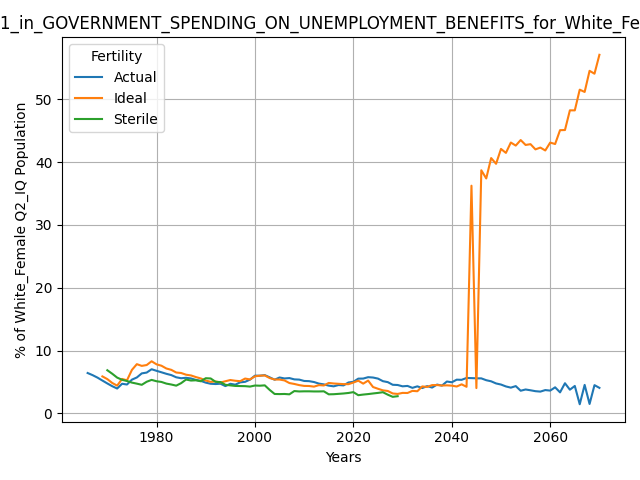 1_in_GOVERNMENT_SPENDING_ON_UNEMPLOYMENT_BENEFITS_for_White_Fe
Fertility
Actual
Ideal
Sterile
% of White_Female Q2_IQ Population
50
40
30
20
10
0
1980 2000 2020 2040 2060
Years